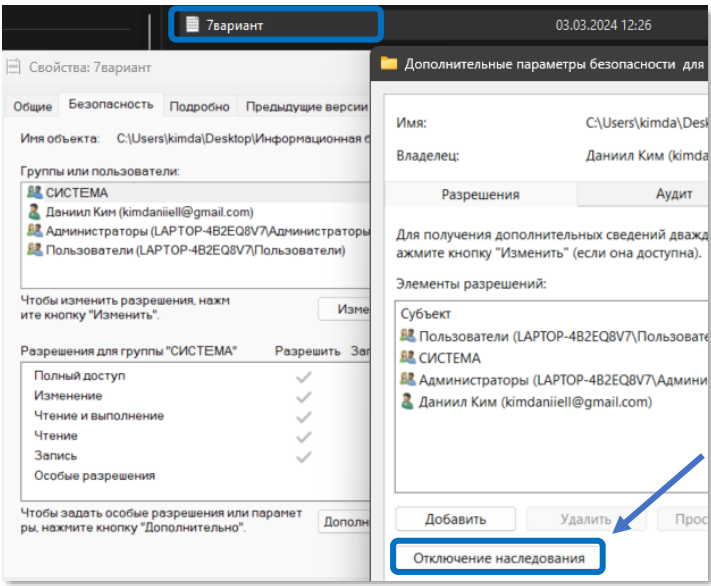 7вариант 03.03.2024 12:26
Свойства: 7вариант
Общие Безопасность Подробно Предыдущие версии
Имя объекта: C:\Users\kimda\Desktop\Информационная б
Группы или пользователи:
СИСТЕМА
Даниил Ким (kimdaniiell@gmail.com)
Администраторы (LAPTOP-4B2EQ8V7\Администраторы
Пользователи (LAPTOP-4B2EQ8V7\Пользователи)
Чтобы изменить разрешения, нажм
ите кнопку "Изменить".
Изме
Разрешения для группы "СИСТЕМА" Разрешить Зап
Полный доступ
Изменение
Чтение и выполнение
Чтение
Запись
Особые разрешения
Чтобы задать особые разрешения или парамет
ры, нажмите кнопку "Дополнительно".
Дополн
Дополнительные параметры безопасности для
Имя: C:\Users\kimda\Desk
Владелец: Даниил Ким (kimda
Разрешения Аудит
Для получения дополнительных сведений дважд
ажмите кнопку "Изменить" (если она доступна).
Элементы разрешений:
Субъект
Пользователи (LAPTOP-4B2EQ8V7\Пользовате
СИСТЕМА
Администраторы (LAPTOP-4B2EQ8V7\Админи
Даниил Ким (kimdaniiell@gmail.com)
Добавить Удалить Прос
Отключение наследования